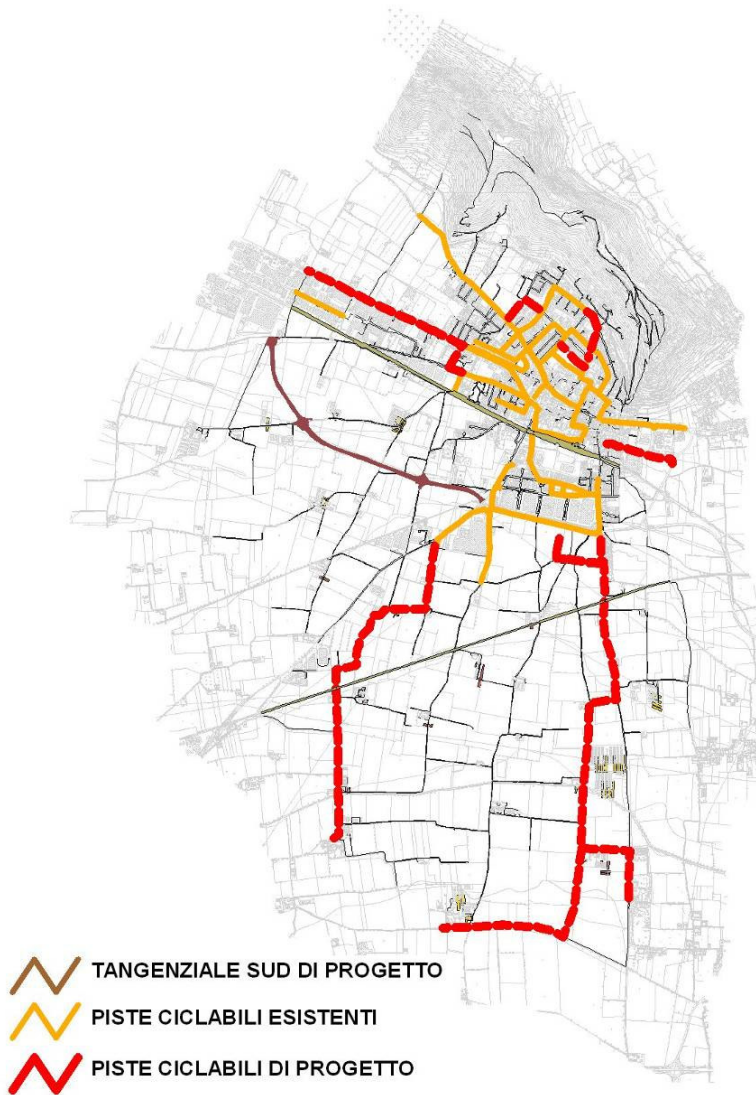 TANGENZIALE SUD DI PROGETTO
PISTE CICLABILI ESISTENTI
PISTE CICLABILI DI PROGETTO